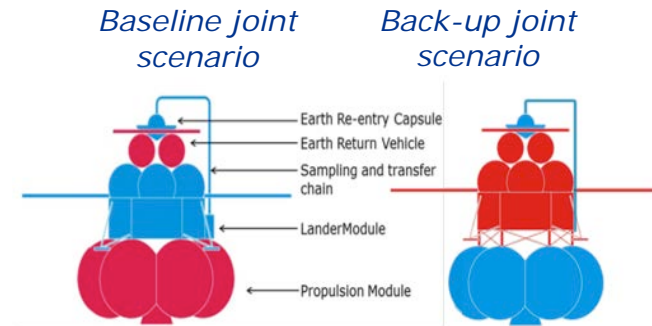 Baseline joint
scenario
Back-up joint
scenario
Earth Re-entry Capsule
Earth Return Vehicle
Sampling and transfer
chain
LanderModule
Propulsion Module